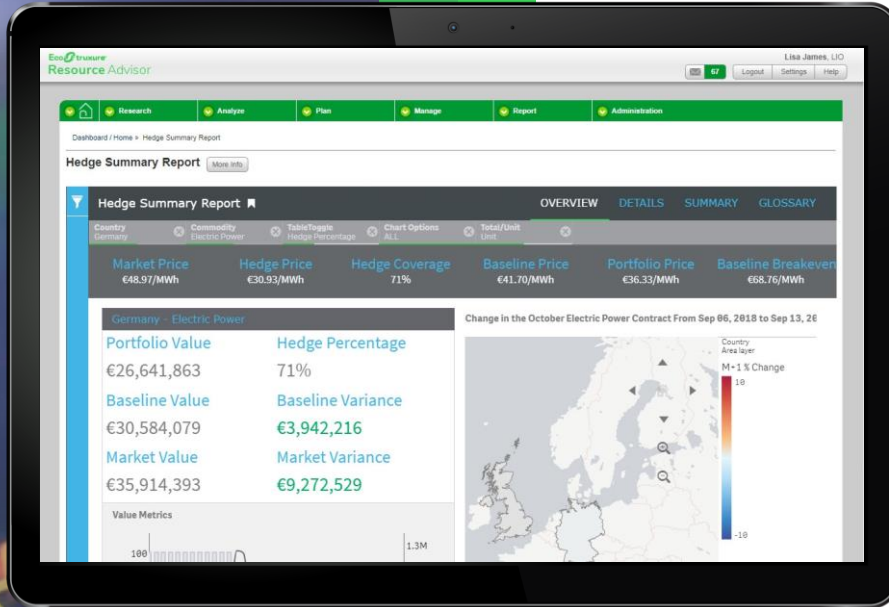 EcoStruxure
Resource Advisor
Lisa James, LIO
67 Logout Settings Help
Research Analyze Plan Manage Report Administration
Dashboard / Home » Hedge Summary Report
Hedge Summary Report More Info
Hedge Summary Report OVERVIEW DETAILS SUMMARY GLOSSARY
Country Commodity TableToggle Chart Options Total/Unit
Germany Electric Power Hedge Percentage ALL Unit
Market Price Hedge Price Hedge Coverage Baseline Price Portfolio Price Baseline Breakeven
€48.97/MWh €30.93/MWh 71% €41.70/MWh €36.33/MWh €68.76/MWh
Germany - Electric Power
Portfolio Value Hedge Percentage
€26,641,863 71%
Baseline Value Baseline Variance
€30,584,079 €3,942,216
Market Value Market Variance
€35,914,393 €9,272,529
Value Metrics
100 1.3M
Change in the October Electric Power Contract From Sep 06, 2018 to Sep 13, 20
Country
Area layer
M+1 % Change
10
-10